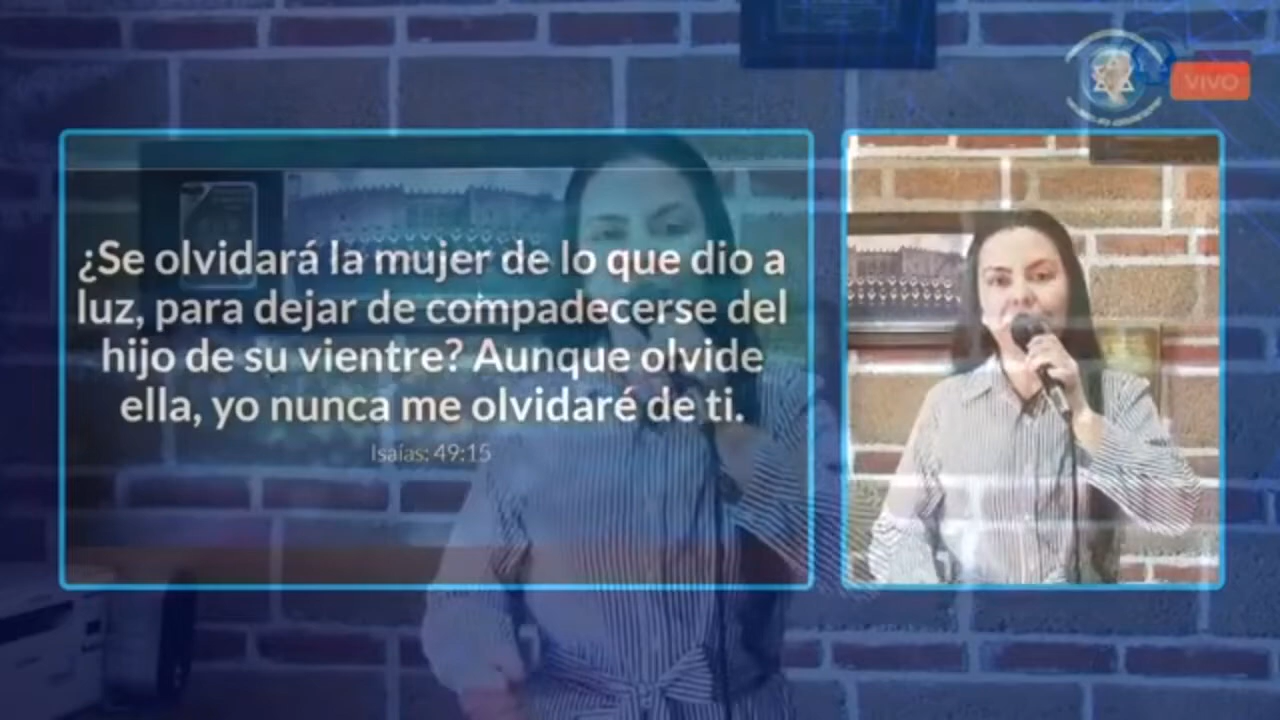 VIVO
¿Se olvidará la mujer de lo que dio a
luz, para dejar de compadecerse del
hijo de su vientre? Aunque olvide
ella, yo nunca me olvidaré de ti.
Isaías: 49:15